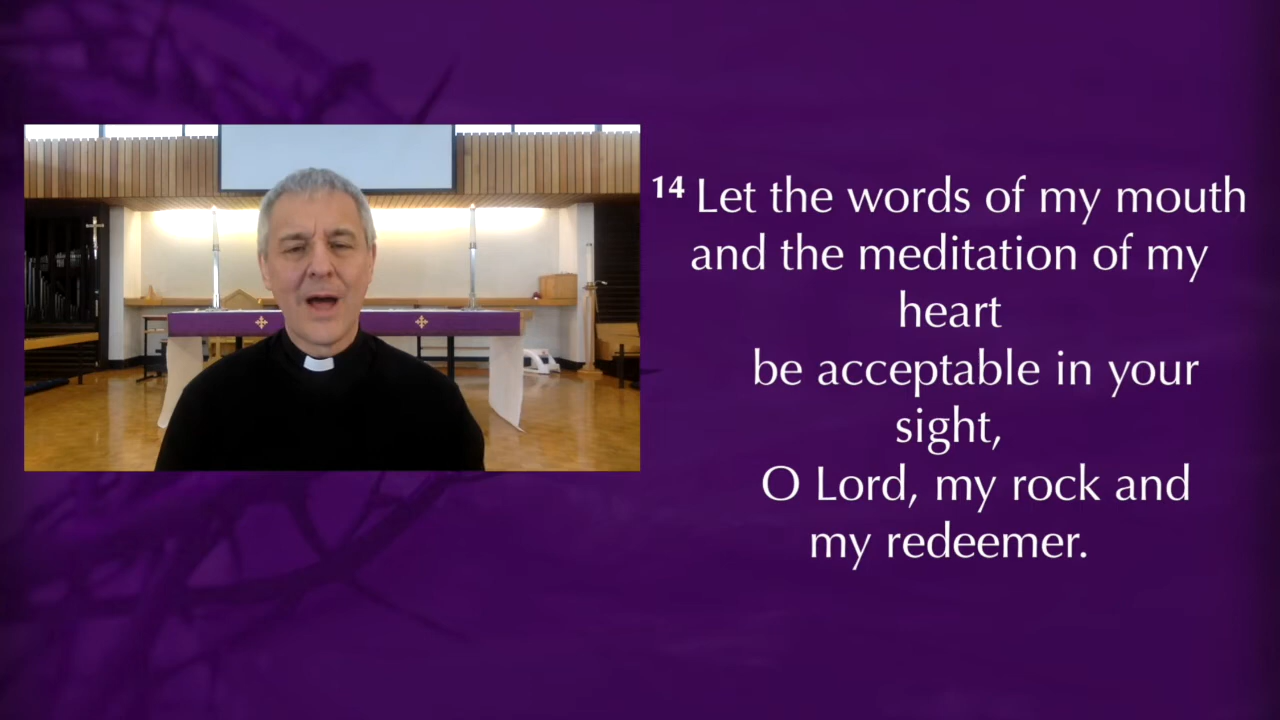 14 Let the words of my mouth
and the meditation of my
heart
be acceptable in your
sight,
O Lord, my rock and
my redeemer.